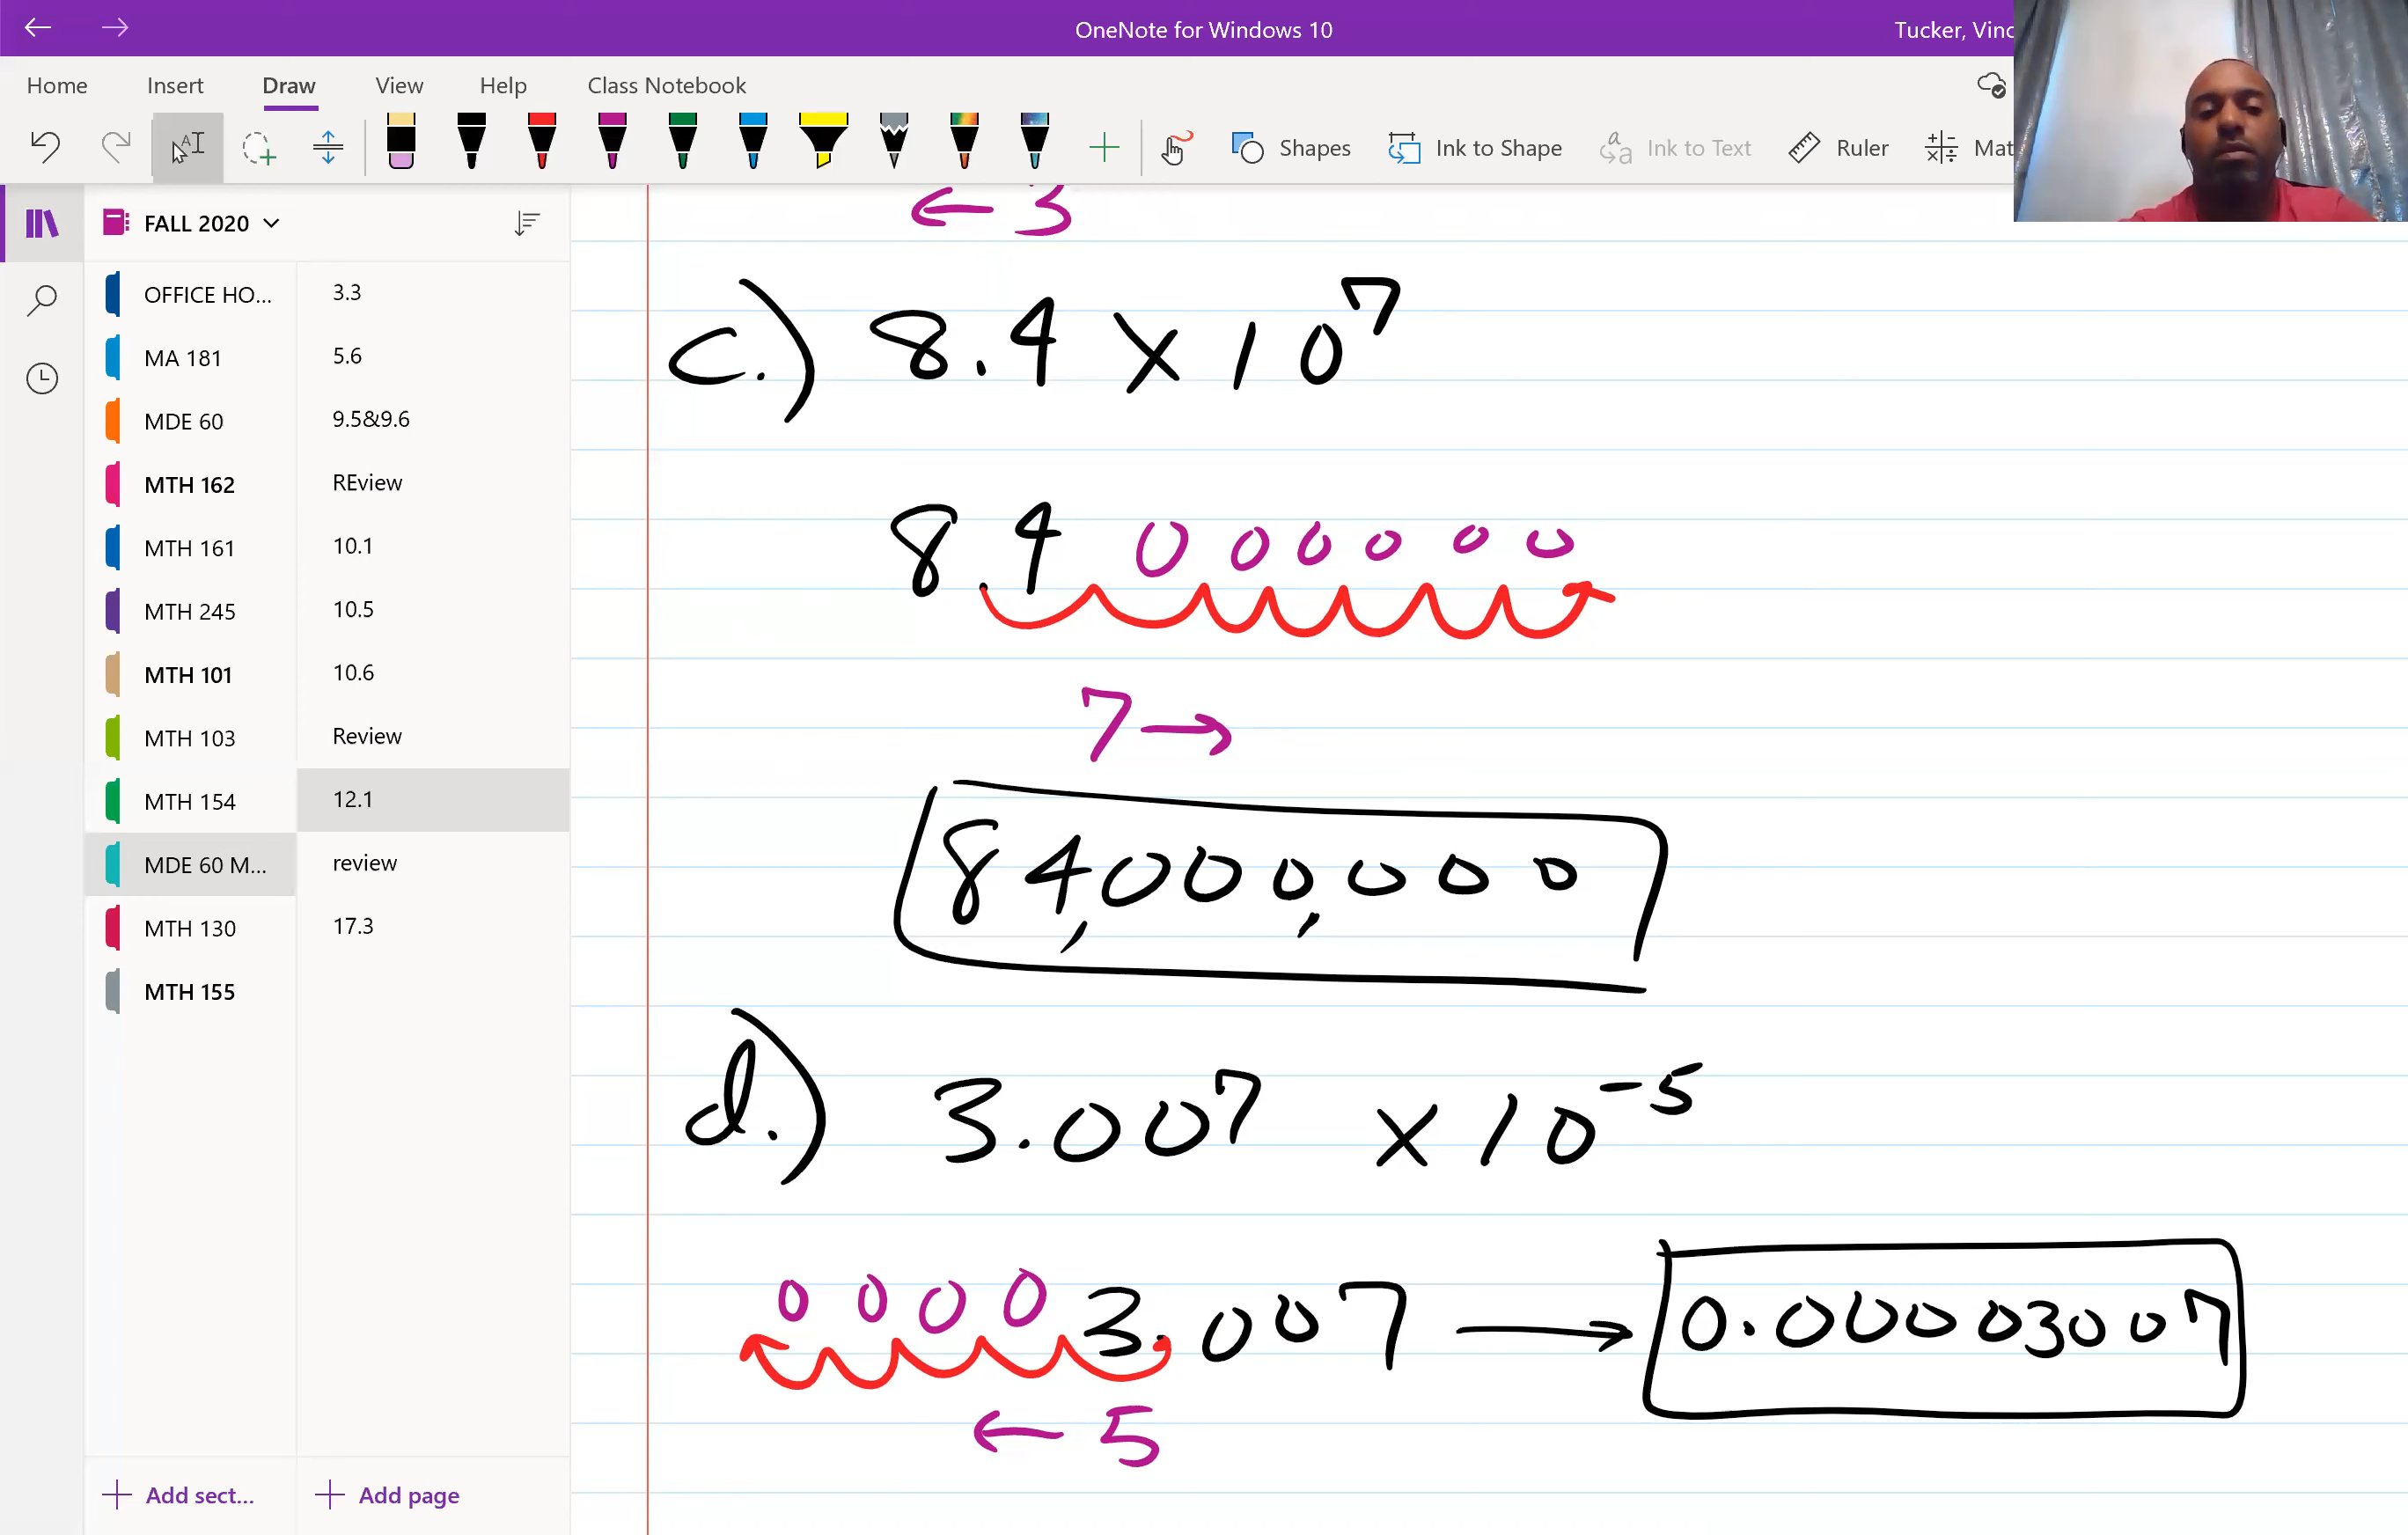 OneNote for Windows 10
Tucker, Vinc
Home Insert Draw View Help Class Notebook
Shapes Ink to Shape Ink to Text Ruler Mat
FALL 2020
OFFICE HO...
MA 181
MDE 60
MTH 162
MTH 161
MTH 245
MTH 101
MTH 103
MTH 154
MDE 60 M...
MTH 130
MTH 155
3.3
5.6
9.5&9.6
REview
10.1
10.5
10.6
Review
12.1
review
17.3
Add sect...
Add page
← 3
c.) 8.4 × 10⁷
8.4 0 0 0 0 0 0
7 →
84,000,000
d.) 3.007 × 10⁻⁵
0 0 0 0 3.007 → 0.00003007
← 5